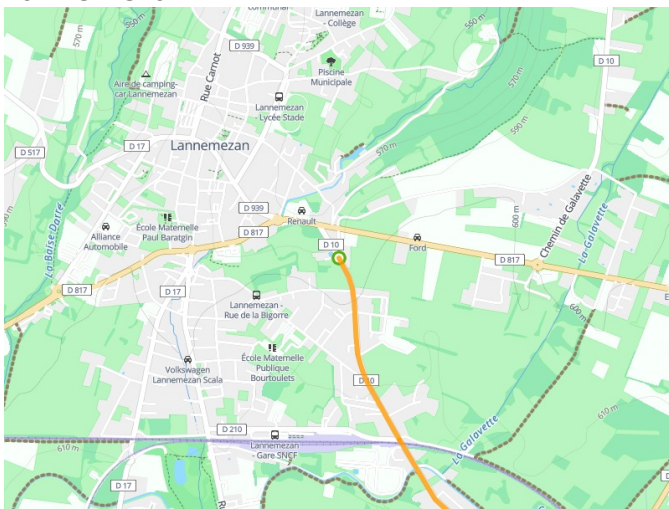 550 m
570 m
communal
Lannemezan
- Collège
560 m
D 939
Piscine
Municipale
D 10
Aire de camping-
car Lannemezan
Rue Carnot
570 m
Lannemezan
- Lycée Stade
590 m
D 517
D 17
Lannemezan
570 m
D 939
Renault
600 m
Chemin de Galavette
La Galavette
La Baïse Darré
École Maternelle
Paul Baratgin
Alliance
Automobile
D 817
D 10
Ford
D 817
D 817
D 17
Lannemezan -
Rue de la Bigorre
600 m
École Maternelle
Publique
Bourtoulets
Volkswagen
Lannemezan Scala
D 10
610 m
D 210
Lannemezan
- Gare SNCF
610 m
La Galavette
D 17